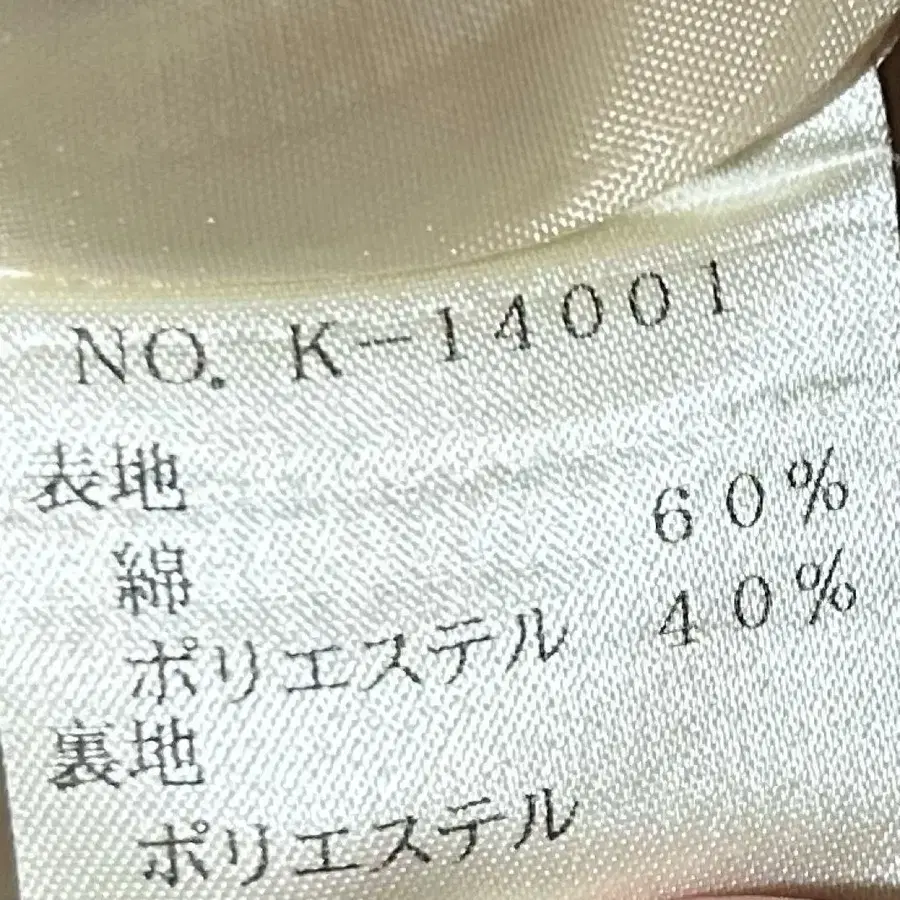 NO. K-14001
表地
綿 60%
ポリエステル 40%
裏地
ポリエステル